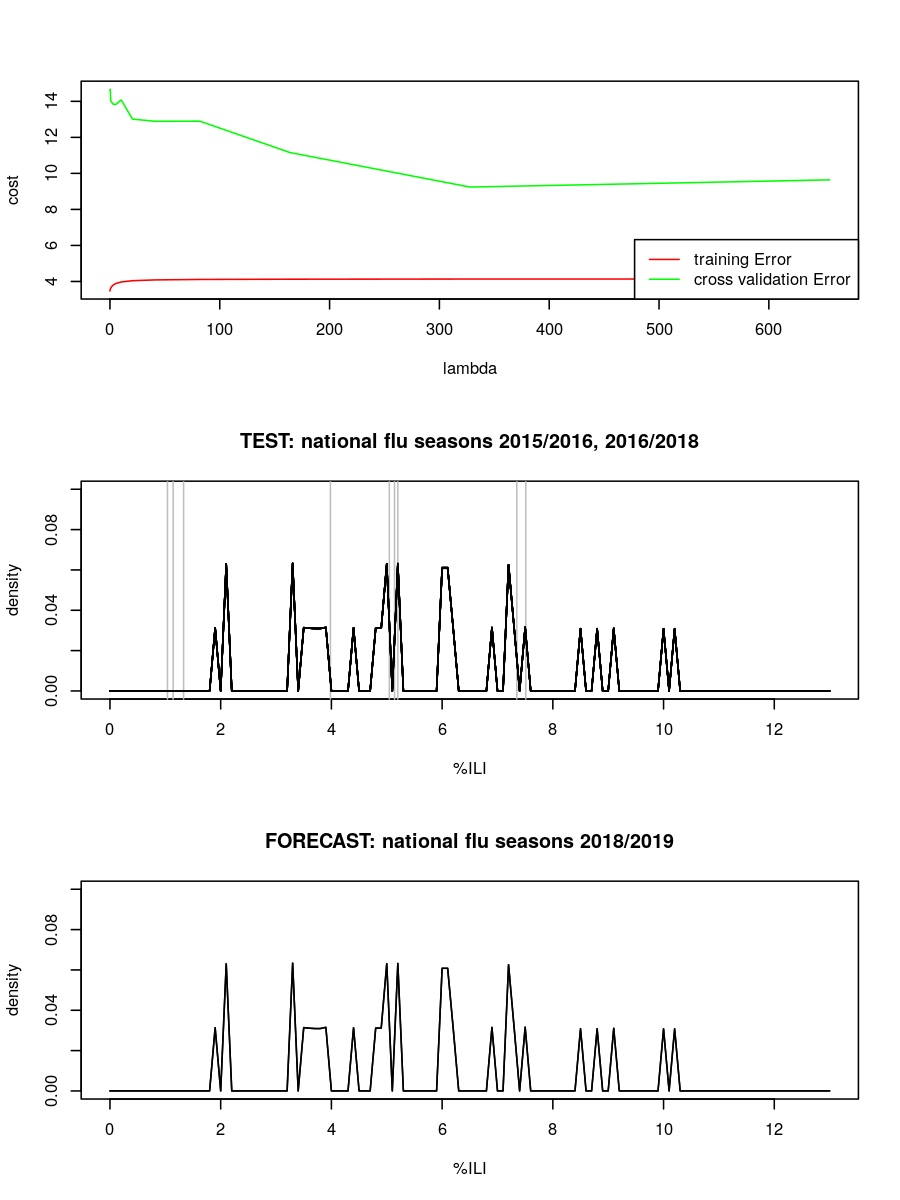 14
12
10
8
6
4
cost
training Error
cross validation Error
0 100 200 300 400 500 600
lambda
TEST: national flu seasons 2015/2016, 2016/2018
0.08
0.04
0.00
density
0 2 4 6 8 10 12
%ILI
FORECAST: national flu seasons 2018/2019
0.08
0.04
0.00
density
0 2 4 6 8 10 12
%ILI